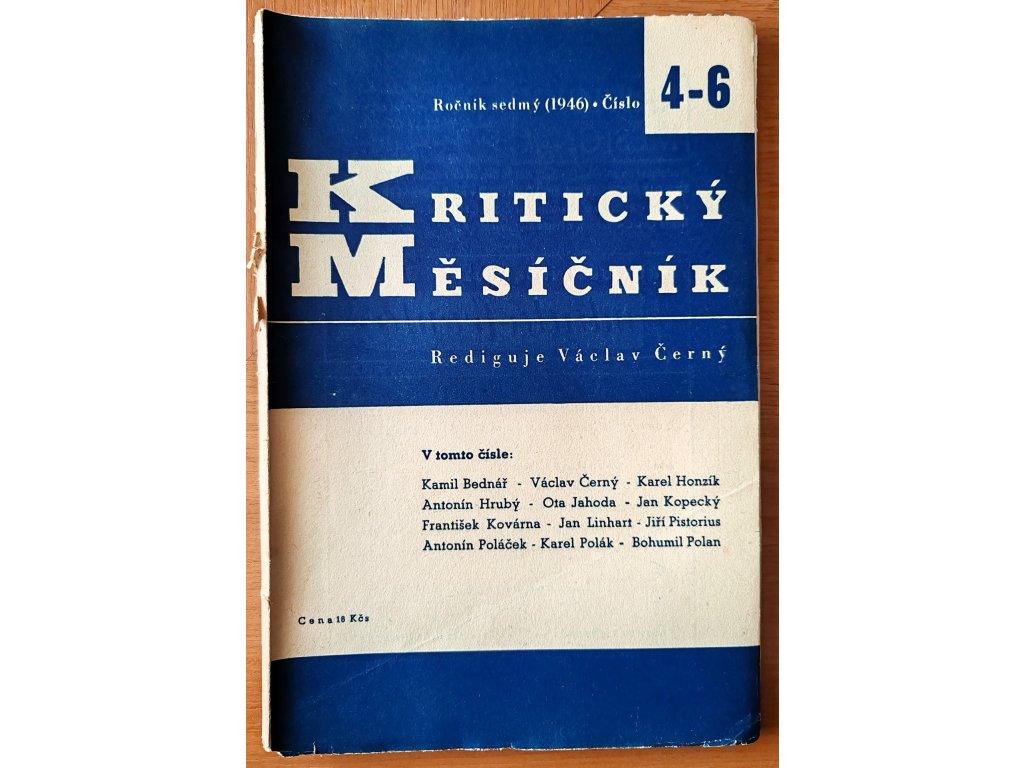 Ročník sedmý (1946) • Číslo 4-6
KRITICKÝ
MĚSÍČNÍK
Rediguje Václav Černý
V tomto čísle:
Kamil Bednář - Václav Černý - Karel Honzík
Antonín Hrubý - Ota Jahoda - Jan Kopecký
František Kovárna - Jan Linhart - Jiří Pistorius
Antonín Poláček - Karel Polák - Bohumil Polan
Cena 18 Kčs